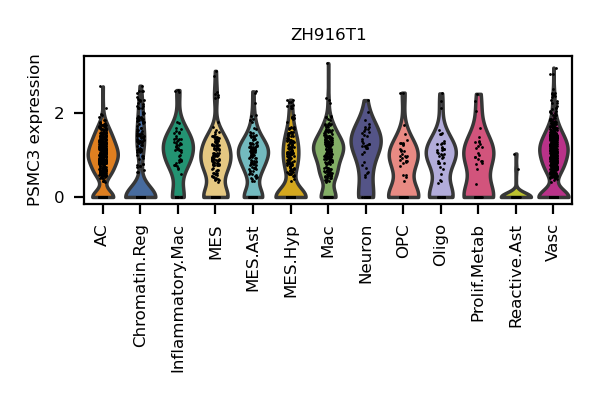 ZH916T1
PSMC3 expression
2
0
AC
Chromatin.Reg
Inflammatory.Mac
MES
MES.Ast
MES.Hyp
Mac
Neuron
OPC
Oligo
Prolif.Metab
Reactive.Ast
Vasc